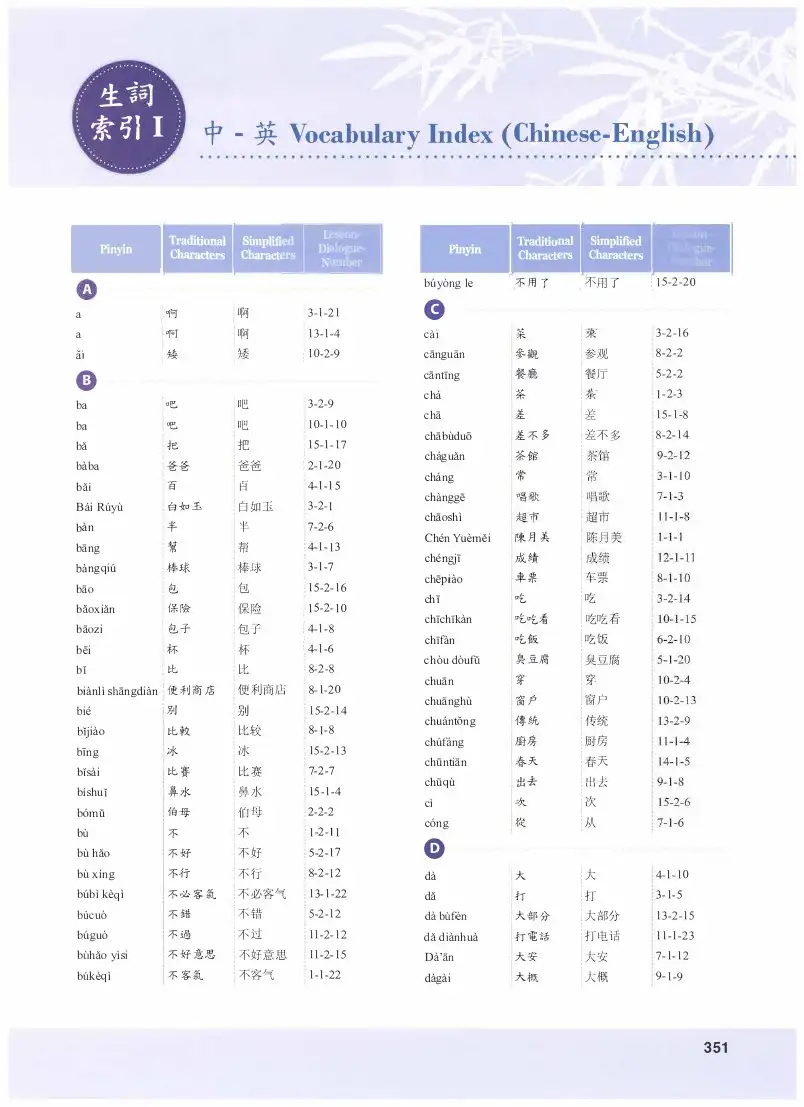 生詞
索引 I
中 - 英 Vocabulary Index (Chinese-English)
Pinyin Traditional Characters Simplified Characters Lesson-Dialogue-Number
A
a 啊 啊 3-1-21
a 啊 啊 13-1-4
ǎi 矮 矮 10-2-9
B
ba 吧 吧 3-2-9
ba 吧 吧 10-1-10
bǎ 把 把 15-1-17
bàba 爸爸 爸爸 2-1-20
bǎi 百 百 4-1-15
Bái Rúyù 白如玉 白如玉 3-2-1
bàn 半 半 7-2-6
bāng 幫 帮 4-1-13
bàngqiú 棒球 棒球 3-1-7
bāo 包 包 15-2-16
bǎoxiǎn 保險 保险 15-2-10
bāozi 包子 包子 4-1-8
bēi 杯 杯 4-1-6
bǐ 比 比 8-2-8
biànlì shāngdiàn 便利商店 便利商店 8-1-20
bié 別 别 15-2-14
bǐjiào 比較 比较 8-1-8
bīng 冰 冰 15-2-13
bǐsài 比賽 比赛 7-2-7
bíshuǐ 鼻水 鼻水 15-1-4
bómǔ 伯母 伯母 2-2-2
bù 不 不 1-2-11
bù hǎo 不好 不好 5-2-17
bù xíng 不行 不行 8-2-12
búbì kèqì 不必客氣 不必客气 13-1-22
búcuò 不錯 不错 5-2-12
búguò 不過 不过 11-2-12
bùhǎo yìsi 不好意思 不好意思 11-2-15
búkèqì 不客氣 不客气 1-1-22
Pinyin Traditional Characters Simplified Characters Lesson-Dialogue-Number
búyòng le 不用了 不用了 15-2-20
C
cài 菜 菜 3-2-16
cānguān 參觀 参观 8-2-2
cāntīng 餐廳 餐厅 5-2-2
chá 茶 茶 1-2-3
chā 差 差 15-1-8
chābùduō 差不多 差不多 8-2-14
cháguǎn 茶館 茶馆 9-2-12
cháng 常 常 3-1-10
chànggē 唱歌 唱歌 7-1-3
chāoshì 超市 超市 11-1-8
Chén Yuèměi 陳月美 陈月美 1-1-1
chéngjī 成績 成绩 12-1-11
chēpiào 車票 车票 8-1-10
chī 吃 吃 3-2-14
chīchīkàn 吃吃看 吃吃看 10-1-15
chīfàn 吃飯 吃饭 6-2-10
chòu dòufǔ 臭豆腐 臭豆腐 5-1-20
chuān 穿 穿 10-2-4
chuānghù 窗戶 窗户 10-2-13
chuántǒng 傳統 传统 13-2-9
chúfáng 廚房 厨房 11-1-4
chūntiān 春天 春天 14-1-5
chūqù 出去 出去 9-1-8
cì 次 次 15-2-6
cóng 從 从 7-1-6
D
dà 大 大 4-1-10
dǎ 打 打 3-1-5
dà bùfèn 大部分 大部分 13-2-15
dǎ diànhuà 打電話 打电话 11-1-23
Dà'ān 大安 大安 7-1-12
dàgài 大概 大概 9-1-9
351